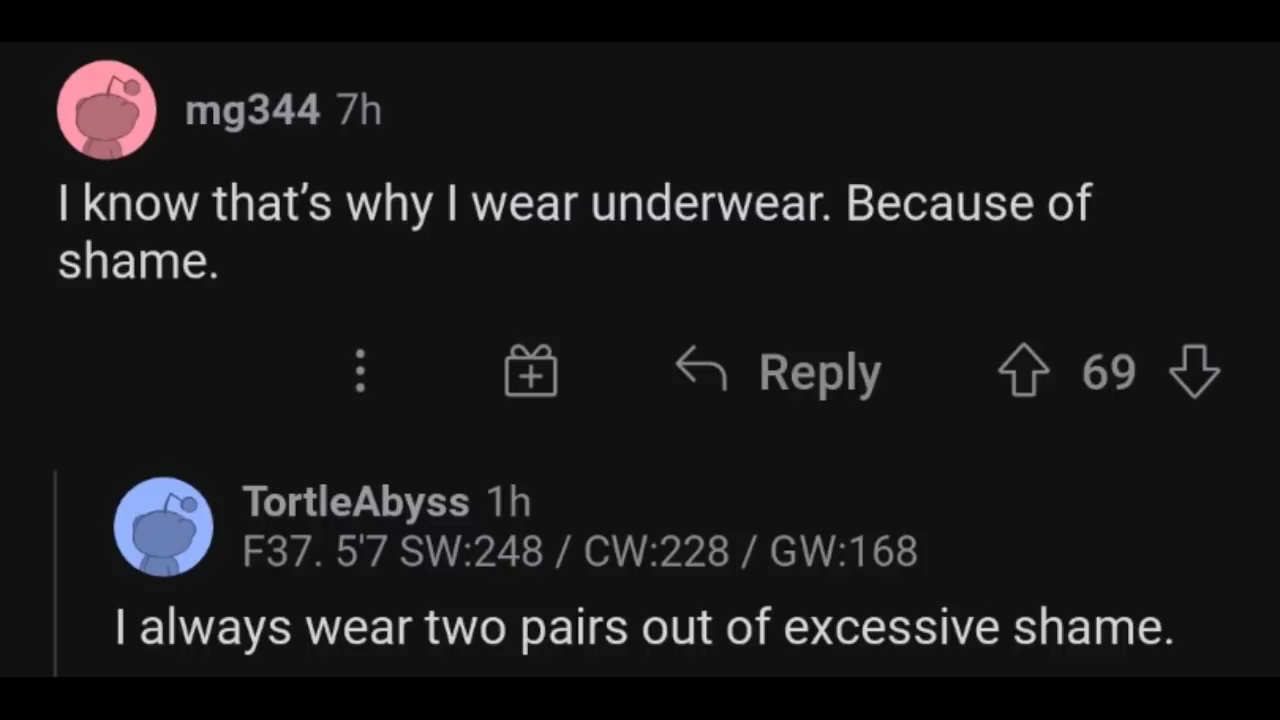 mg344 7h
I know that’s why I wear underwear. Because of
shame.
Reply 69
TortleAbyss 1h
F37. 5'7 SW:248 / CW:228 / GW:168
I always wear two pairs out of excessive shame.